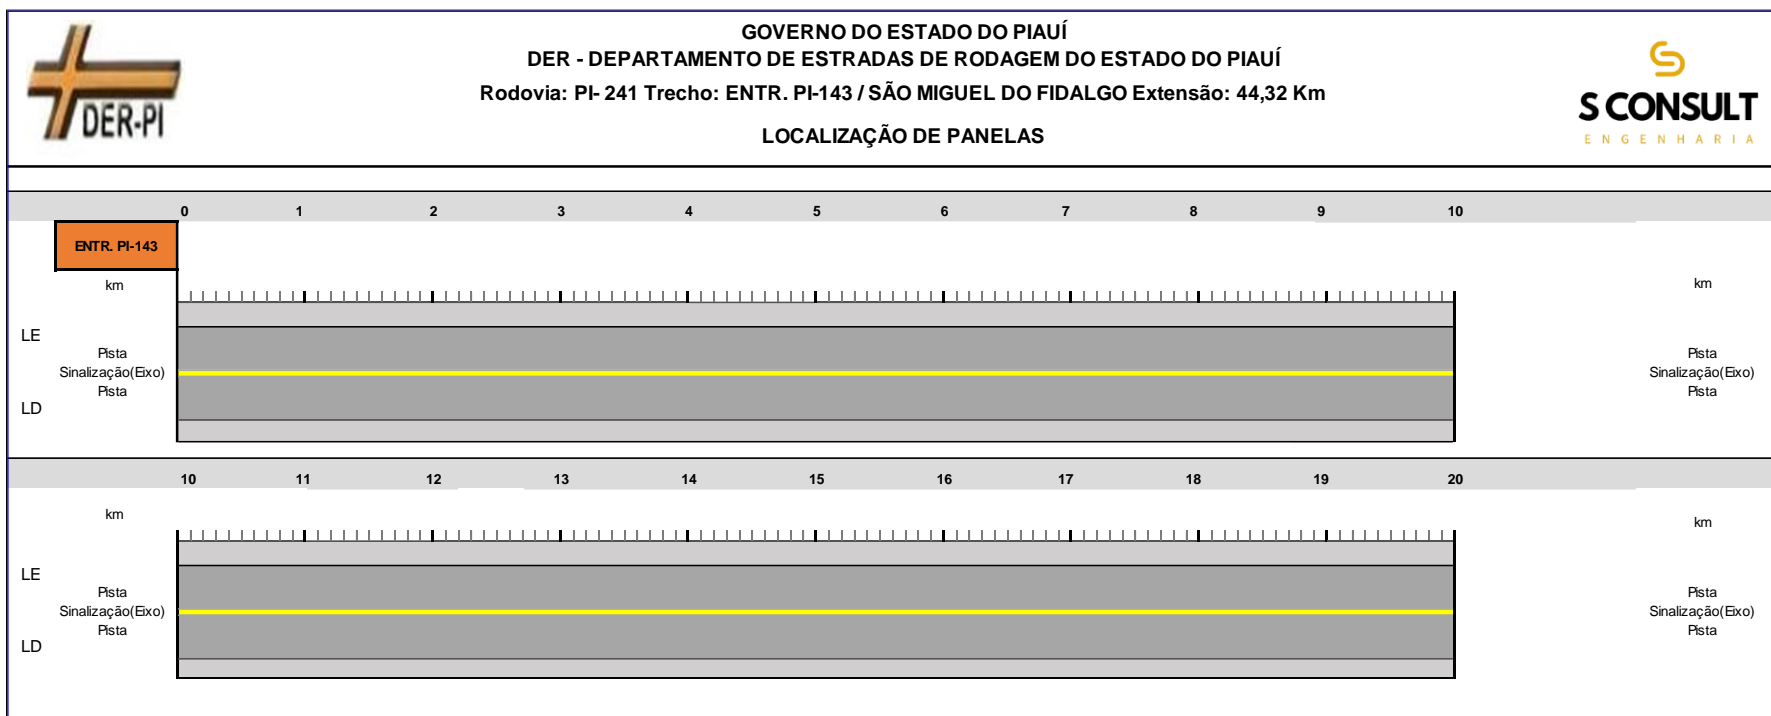 GOVERNO DO ESTADO DO PIAUÍ
DER - DEPARTAMENTO DE ESTRADAS DE RODAGEM DO ESTADO DO PIAUÍ
Rodovia: PI- 241 Trecho: ENTR. PI-143 / SÃO MIGUEL DO FIDALGO Extensão: 44,32 Km
LOCALIZAÇÃO DE PANELAS
DER-PI
S CONSULT
ENGENHARIA
0 1 2 3 4 5 6 7 8 9 10
ENTR. PI-143
km km
LE
Pista Pista
Sinalização(Eixo) Sinalização(Eixo)
Pista Pista
LD
10 11 12 13 14 15 16 17 18 19 20
km km
LE
Pista Pista
Sinalização(Eixo) Sinalização(Eixo)
Pista Pista
LD